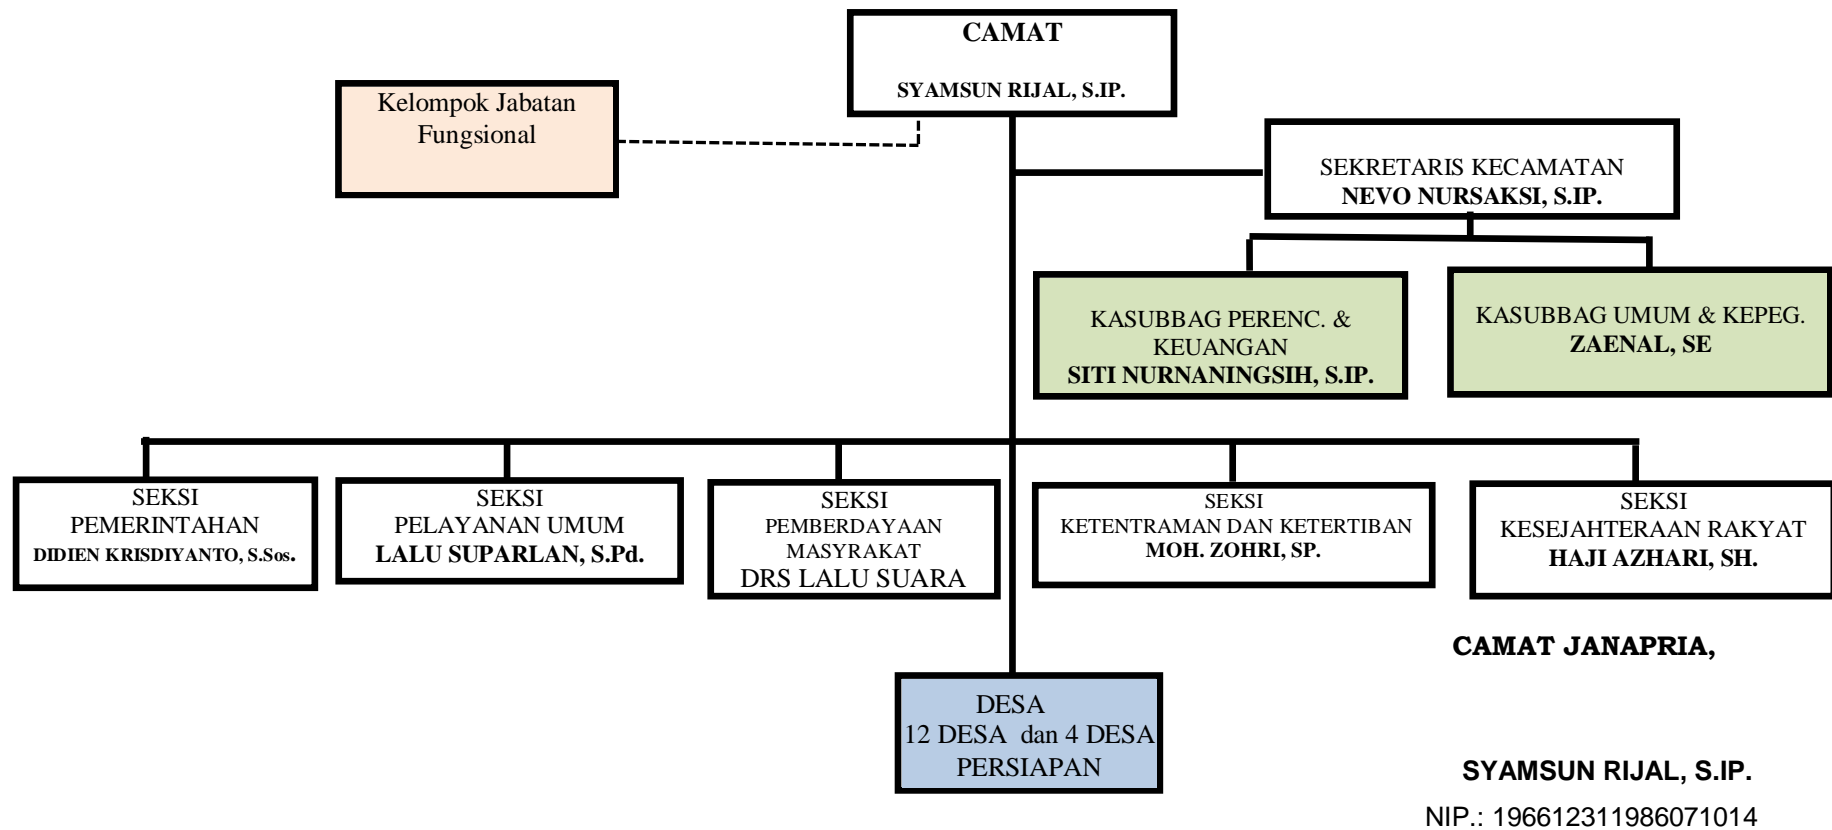 CAMAT
SYAMSUN RIJAL, S.IP.
Kelompok Jabatan
Fungsional
SEKRETARIS KECAMATAN
NEVO NURSAKSI, S.IP.
KASUBBAG PERENC. &
KEUANGAN
SITI NURNANINGSIH, S.IP.
KASUBBAG UMUM & KEPEG.
ZAENAL, SE
SEKSI
PEMERINTAHAN
DIDIEN KRISDIYANTO, S.Sos.
SEKSI
PELAYANAN UMUM
LALU SUPARLAN, S.Pd.
SEKSI
PEMBERDAYAAN
MASYRAKAT
DRS LALU SUARA
SEKSI
KETENTRAMAN DAN KETERTIBAN
MOH. ZOHRI, SP.
SEKSI
KESEJAHTERAAN RAKYAT
HAJI AZHARI, SH.
DESA
12 DESA dan 4 DESA
PERSIAPAN
CAMAT JANAPRIA,
SYAMSUN RIJAL, S.IP.
NIP.: 196612311986071014